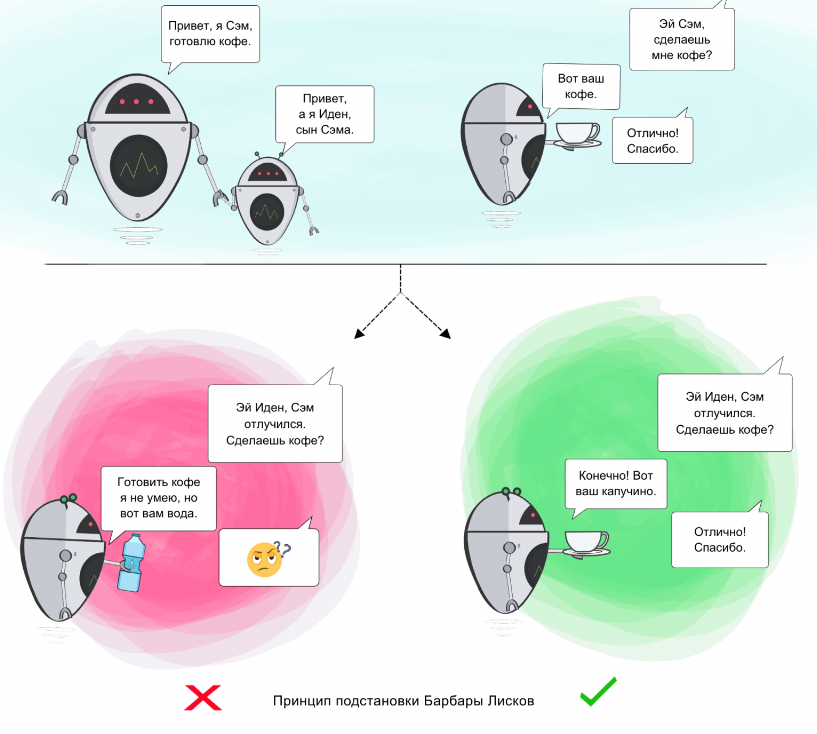 Привет, я Сэм,
готовлю кофе.
Привет,
а я Иден,
сын Сэма.
Эй Сэм,
сделаешь
мне кофе?
Вот ваш
кофе.
Отлично!
Спасибо.
Эй Иден, Сэм
отлучился.
Сделаешь кофе?
Готовить кофе
я не умею, но
вот вам вода.
??
Эй Иден, Сэм
отлучился.
Сделаешь кофе?
Конечно! Вот
ваш капучино.
Отлично!
Спасибо.
Принцип подстановки Барбары Лисков